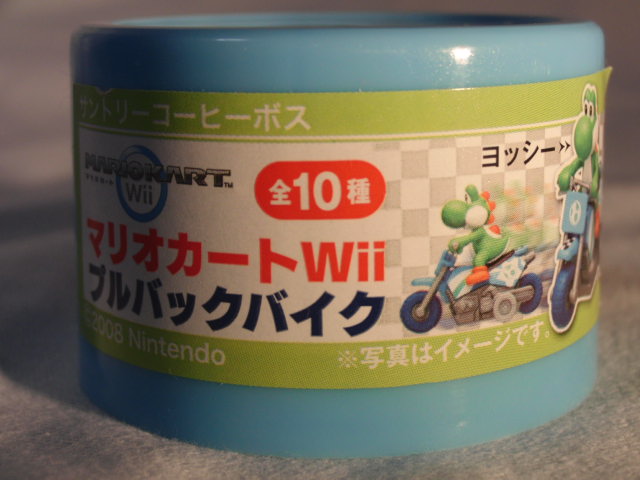 サントリーコーヒーボス
MARIOKART
Wii
TM
全10種
ヨッシー
マリオカートWii
プルバックバイク
©2008 Nintendo
※写真はイメージです。